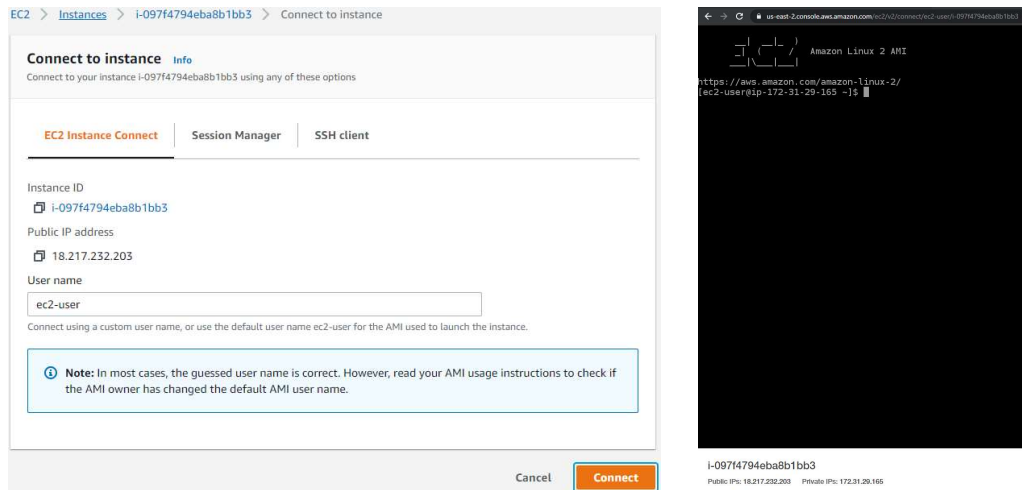 EC2 > Instances > i-097f4794eba8b1bb3 > Connect to instance
Connect to instance Info
Connect to your instance i-097f4794eba8b1bb3 using any of these options
EC2 Instance Connect
Session Manager
SSH client
Instance ID
i-097f4794eba8b1bb3
Public IP address
18.217.232.203
User name
ec2-user
Connect using a custom user name, or use the default user name ec2-user for the AMI used to launch the instance.
Note: In most cases, the guessed user name is correct. However, read your AMI usage instructions to check if
the AMI owner has changed the default AMI user name.
Cancel
Connect
us-east-2.console.aws.amazon.com/ec2/v2/connect/ec2-user/i-097f4794eba8b1bb3
__|  __|_  )
_|  (     /   Amazon Linux 2 AMI
___|\___|___|
https://aws.amazon.com/amazon-linux-2/
[ec2-user@ip-172-31-29-165 ~]$
i-097f4794eba8b1bb3
Public IPs: 18.217.232.203 Private IPs: 172.31.29.165